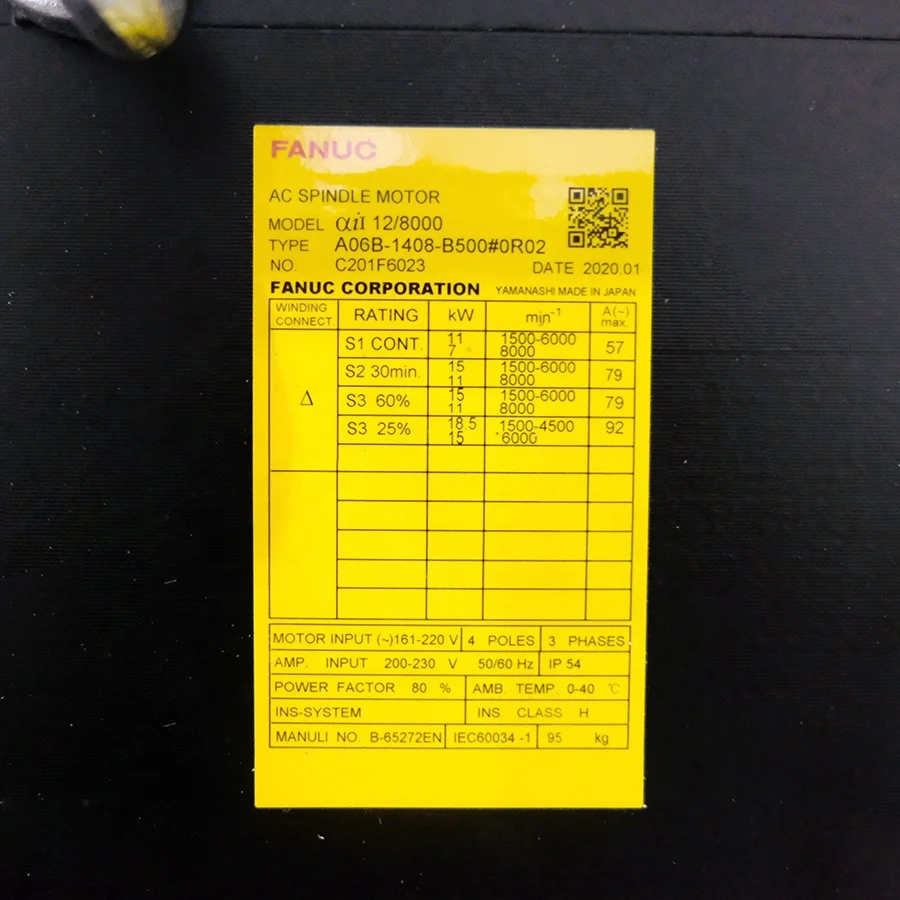 FANUC
AC SPINDLE MOTOR
MODEL αiI 12/8000
TYPE A06B-1408-B500#0R02
NO. C201F6023 DATE 2020.01
FANUC CORPORATION YAMANASHI MADE IN JAPAN
WINDING CONNECT. RATING kW min⁻¹ A(~) max.
Δ
S1 CONT. 11 1500-6000 57
7 8000
S2 30min. 15 1500-6000 79
11 8000
S3 60% 15 1500-6000 79
11 8000
S3 25% 18.5 1500-4500 92
15 6000
MOTOR INPUT (~)161-220 V 4 POLES 3 PHASES
AMP. INPUT 200-230 V 50/60 Hz IP 54
POWER FACTOR 80 % AMB. TEMP. 0-40 ℃
INS-SYSTEM INS. CLASS H
MANULI NO. B-65272EN IEC60034 -1 95 kg